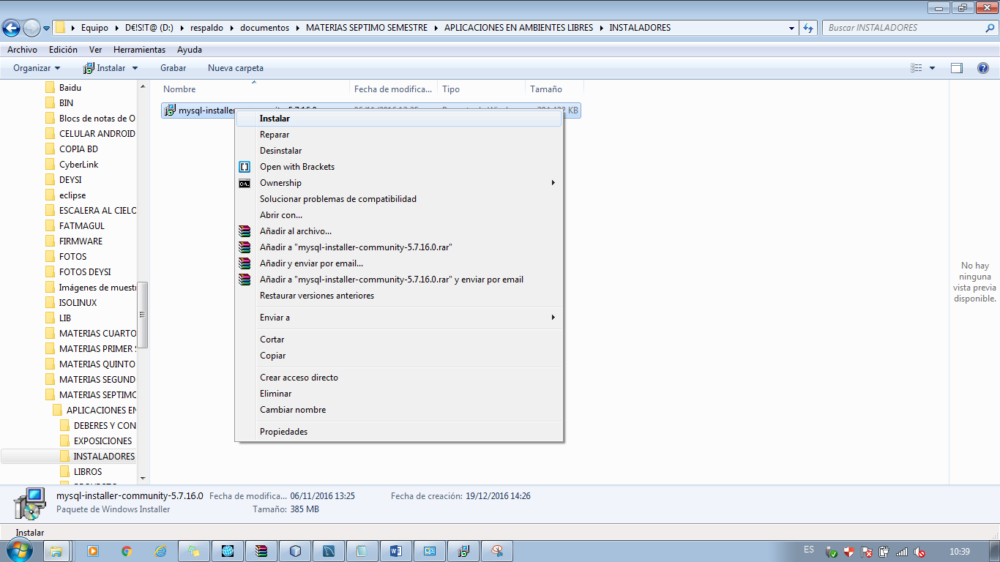 Equipo D€!S!T@ (D:) respaldo documentos MATERIAS SEPTIMO SEMESTRE APLICACIONES EN AMBIENTES LIBRES INSTALADORES
Buscar INSTALADORES
Archivo Edición Ver Herramientas Ayuda
Organizar Instalar Grabar Nueva carpeta
Baidu
BIN
Blocs de notas de O
CELULAR ANDROID
COPIA BD
CyberLink
DEYSI
eclipse
ESCALERA AL CIELO
FATMAGUL
FIRMWARE
FOTOS
FOTOS DEYSI
Imágenes de muestr
ISOLINUX
LIB
MATERIAS CUARTO
MATERIAS PRIMER S
MATERIAS QUINTO
MATERIAS SEGUND
MATERIAS SEPTIMO
APLICACIONES EN
DEBERES Y CON
EXPOSICIONES
INSTALADORES
LIBROS
Nombre Fecha de modifica... Tipo Tamaño
mysql-installe KB
Instalar
Reparar
Desinstalar
Open with Brackets
Ownership
Solucionar problemas de compatibilidad
Abrir con...
Añadir al archivo...
Añadir a "mysql-installer-community-5.7.16.0.rar"
Añadir y enviar por email...
Añadir a "mysql-installer-community-5.7.16.0.rar" y enviar por email
Restaurar versiones anteriores
Enviar a
Cortar
Copiar
Crear acceso directo
Eliminar
Cambiar nombre
Propiedades
No hay
ninguna
vista previa
disponible.
mysql-installer-community-5.7.16.0 Fecha de modifica... 06/11/2016 13:25 Fecha de creación: 19/12/2016 14:26
Paquete de Windows Installer Tamaño: 385 MB
Instalar
ES 10:39